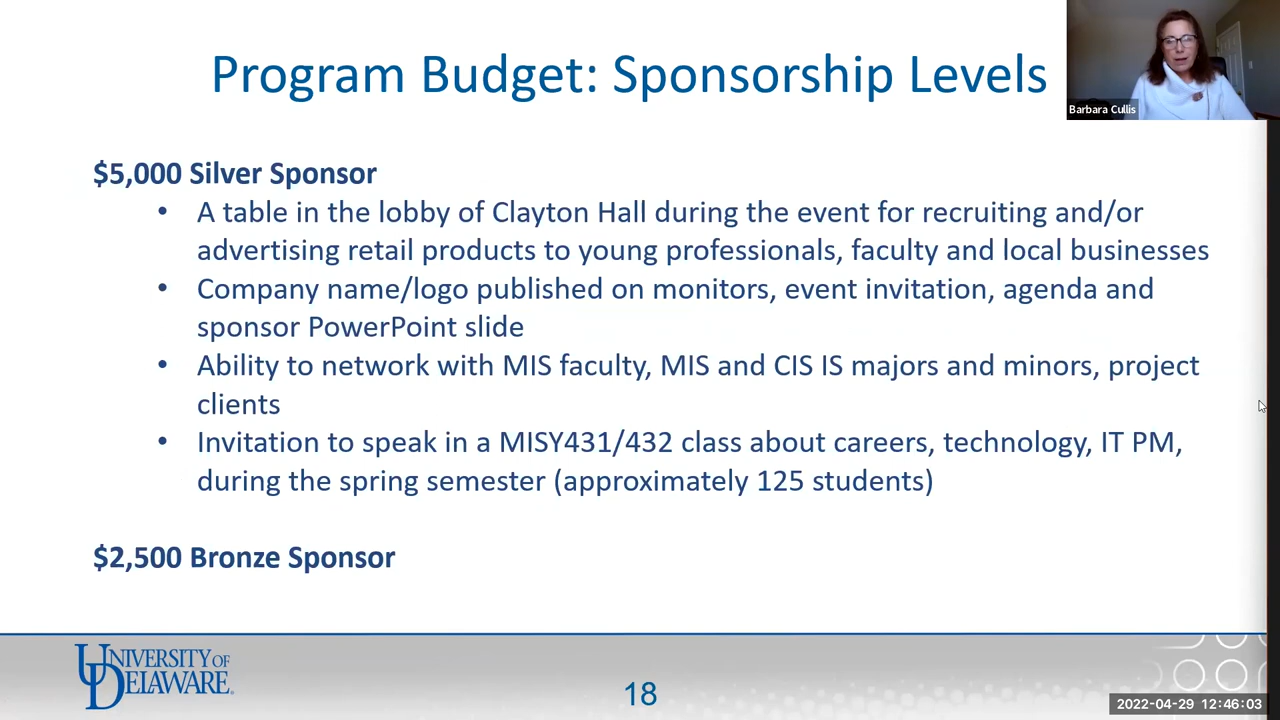 Program Budget: Sponsorship Levels
Barbara Cullis
$5,000 Silver Sponsor
• A table in the lobby of Clayton Hall during the event for recruiting and/or
advertising retail products to young professionals, faculty and local businesses
• Company name/logo published on monitors, event invitation, agenda and
sponsor PowerPoint slide
• Ability to network with MIS faculty, MIS and CIS IS majors and minors, project
clients
• Invitation to speak in a MISY431/432 class about careers, technology, IT PM,
during the spring semester (approximately 125 students)
$2,500 Bronze Sponsor
UNIVERSITY OF
DELAWARE
18
2022-04-29 12:46:03